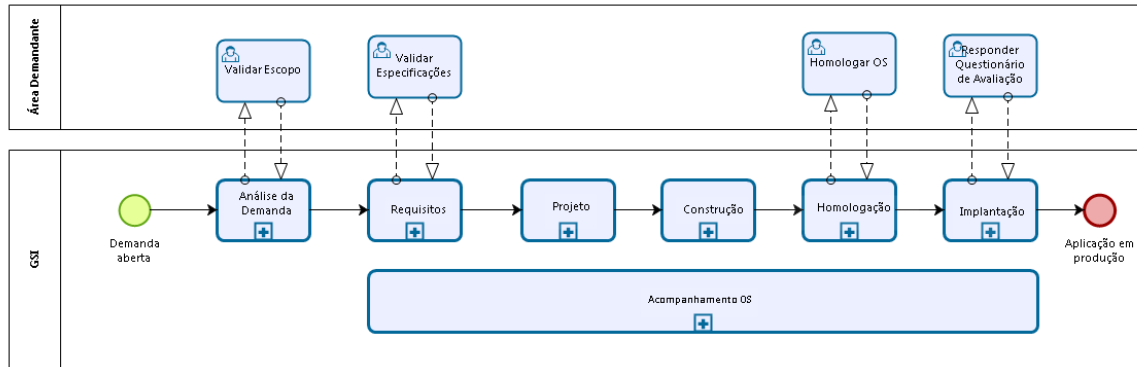 Área Demandante
Validar Escopo
Validar
Especificações
Homologar OS
Responder
Questionário
de Avaliação
GSI
Demanda
aberta
Análise da
Demanda
Requisitos
Projeto
Construção
Homologação
Implantação
Aplicação em
produção
Acompanhamento OS